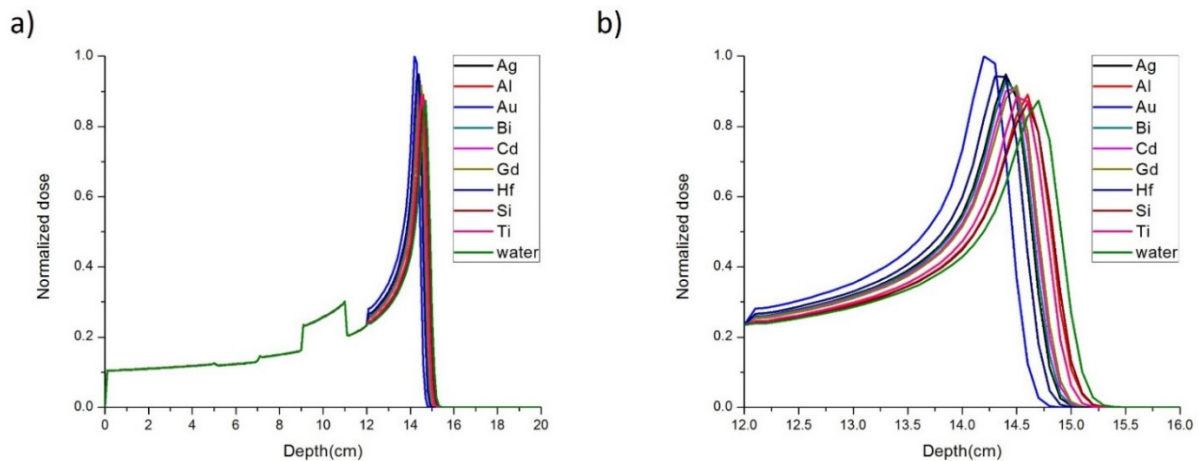 a)
Normalized dose
1.0
0.8
0.6
0.4
0.2
0.0
Ag
Al
Au
Bi
Cd
Gd
Hf
Si
Ti
water
0 2 4 6 8 10 12 14 16 18 20
Depth(cm)
b)
Normalized dose
1.0
0.8
0.6
0.4
0.2
0.0
Ag
Al
Au
Bi
Cd
Gd
Hf
Si
Ti
water
12.0 12.5 13.0 13.5 14.0 14.5 15.0 15.5 16.0
Depth(cm)